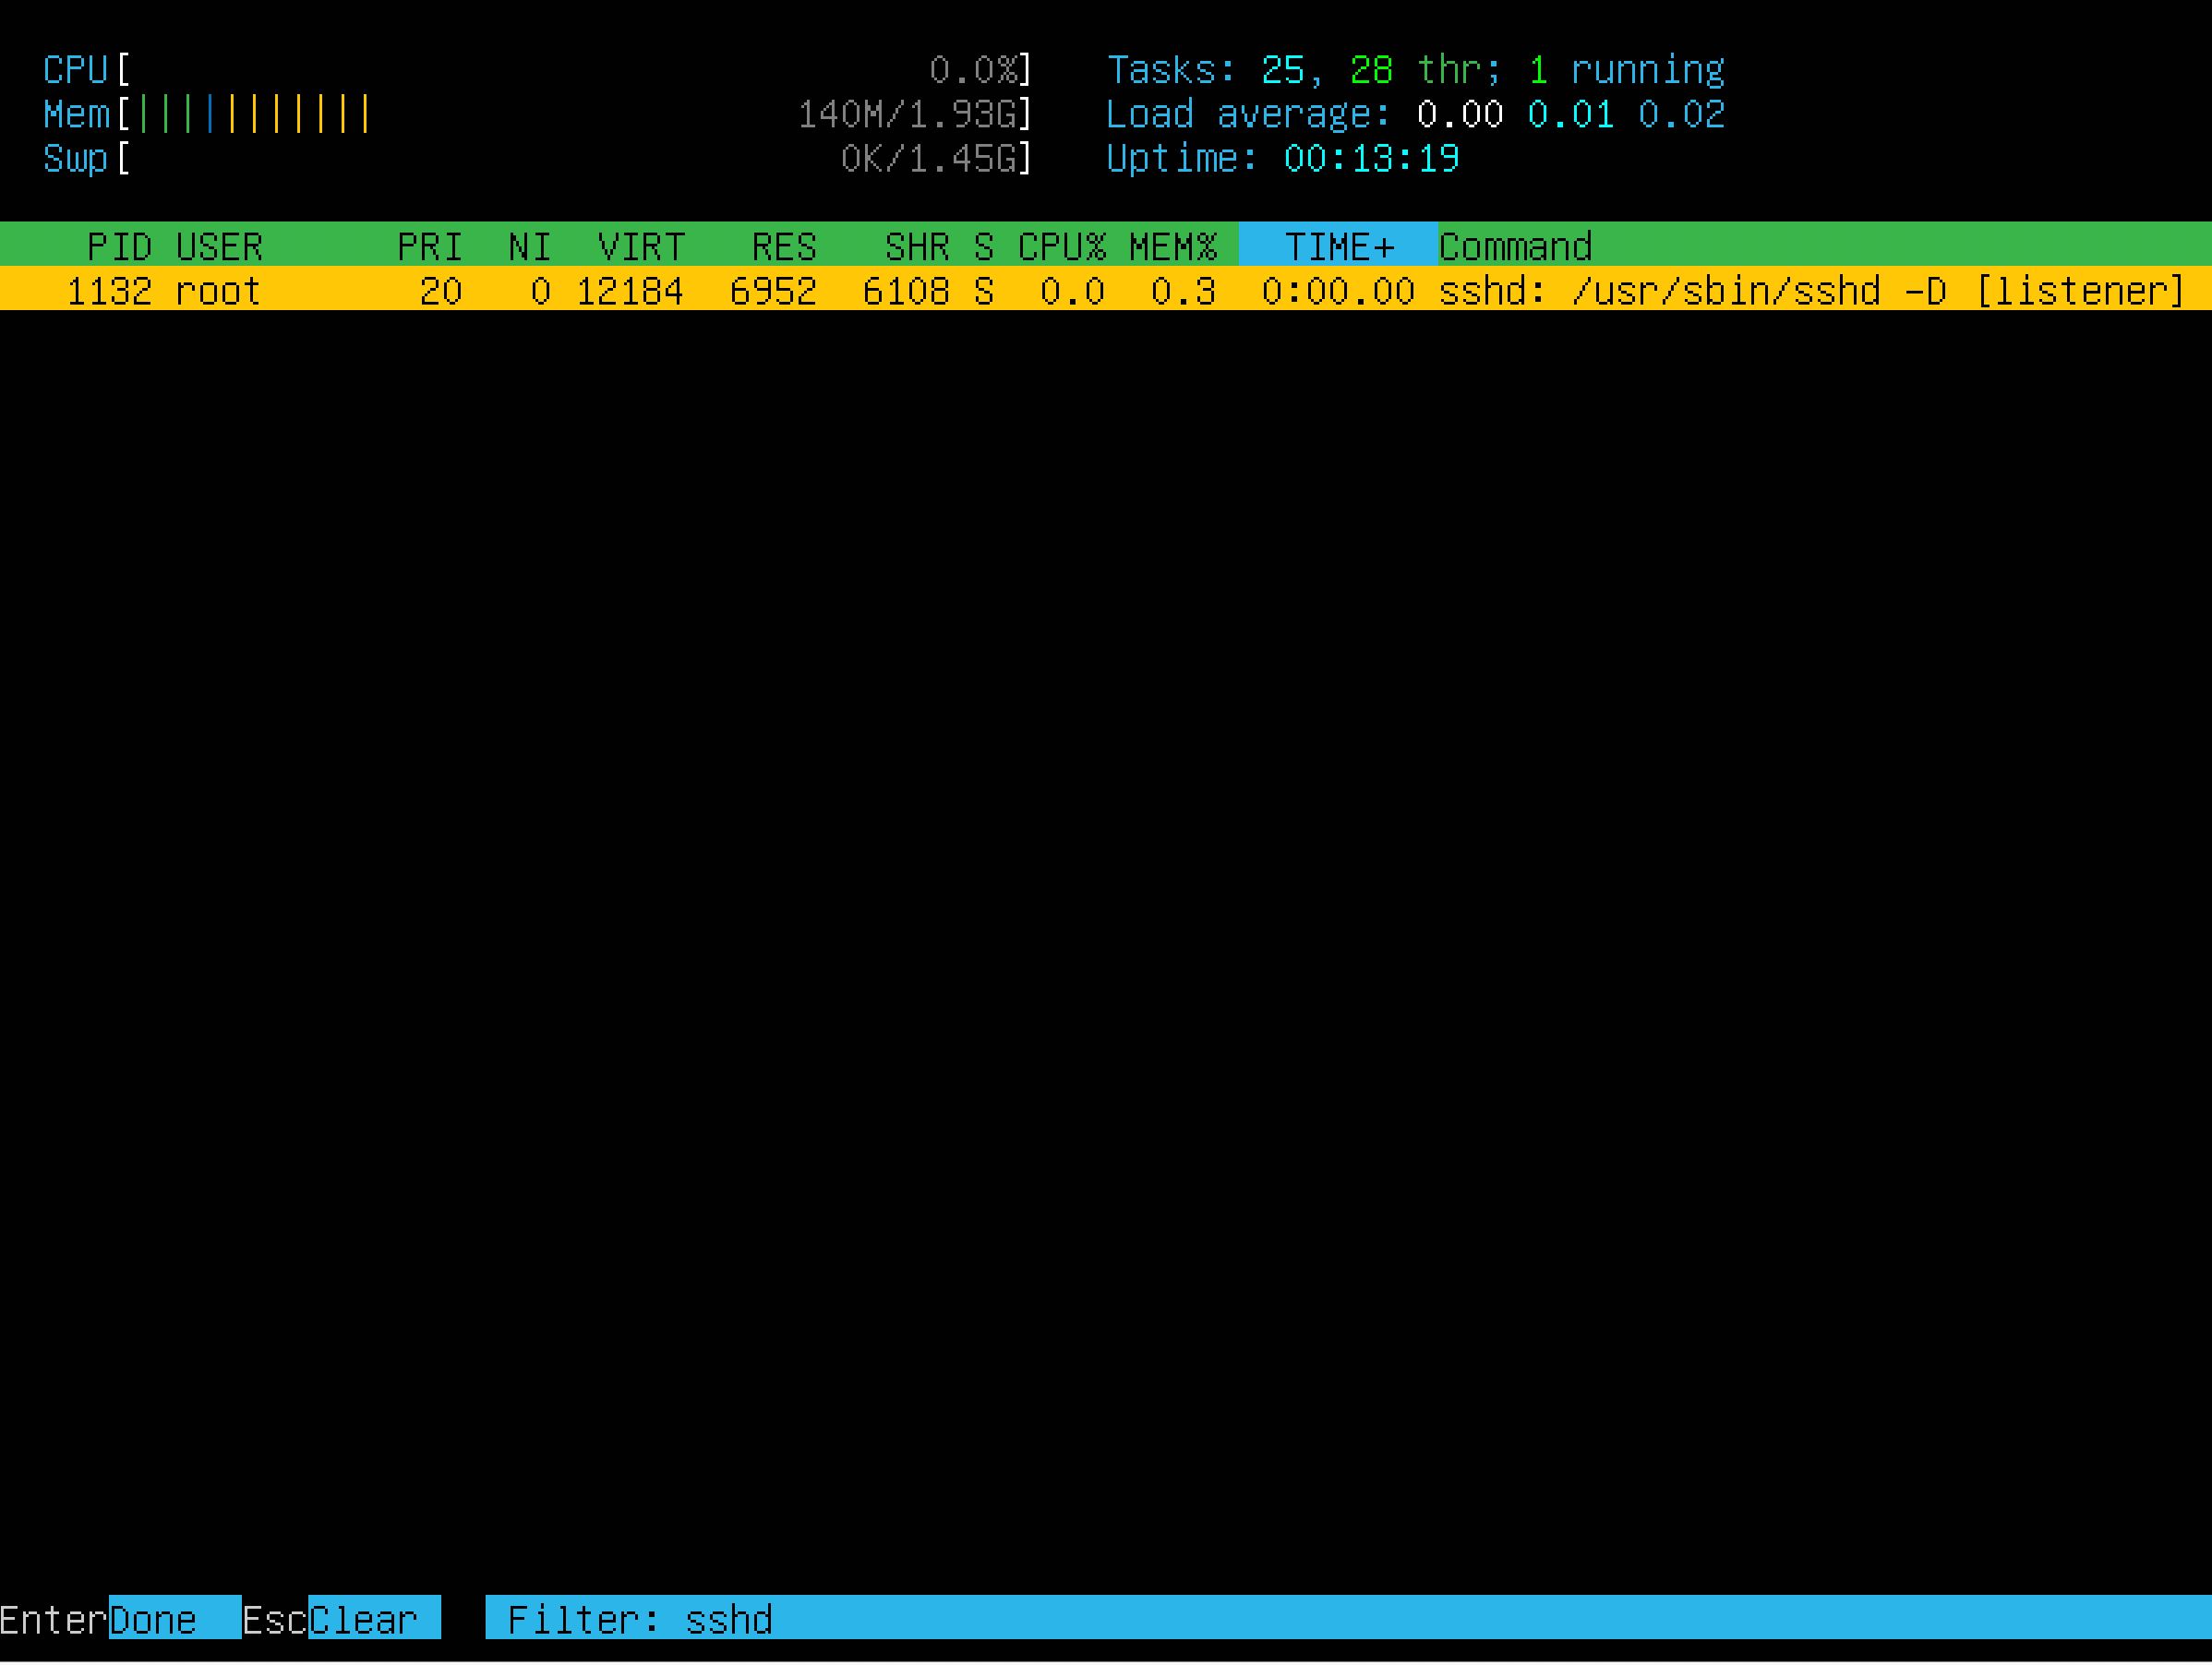 CPU[ 0.0%] Tasks: 25, 28 thr; 1 running
Mem[||||||||||| 140M/1.93G] Load average: 0.00 0.01 0.02
Swp[ 0K/1.45G] Uptime: 00:13:19
PID USER PRI NI VIRT RES SHR S CPU% MEM% TIME+ Command
1132 root 20 0 12184 6952 6108 S 0.0 0.3 0:00.00 sshd: /usr/sbin/sshd -D [listener]
EnterDone EscClear Filter: sshd